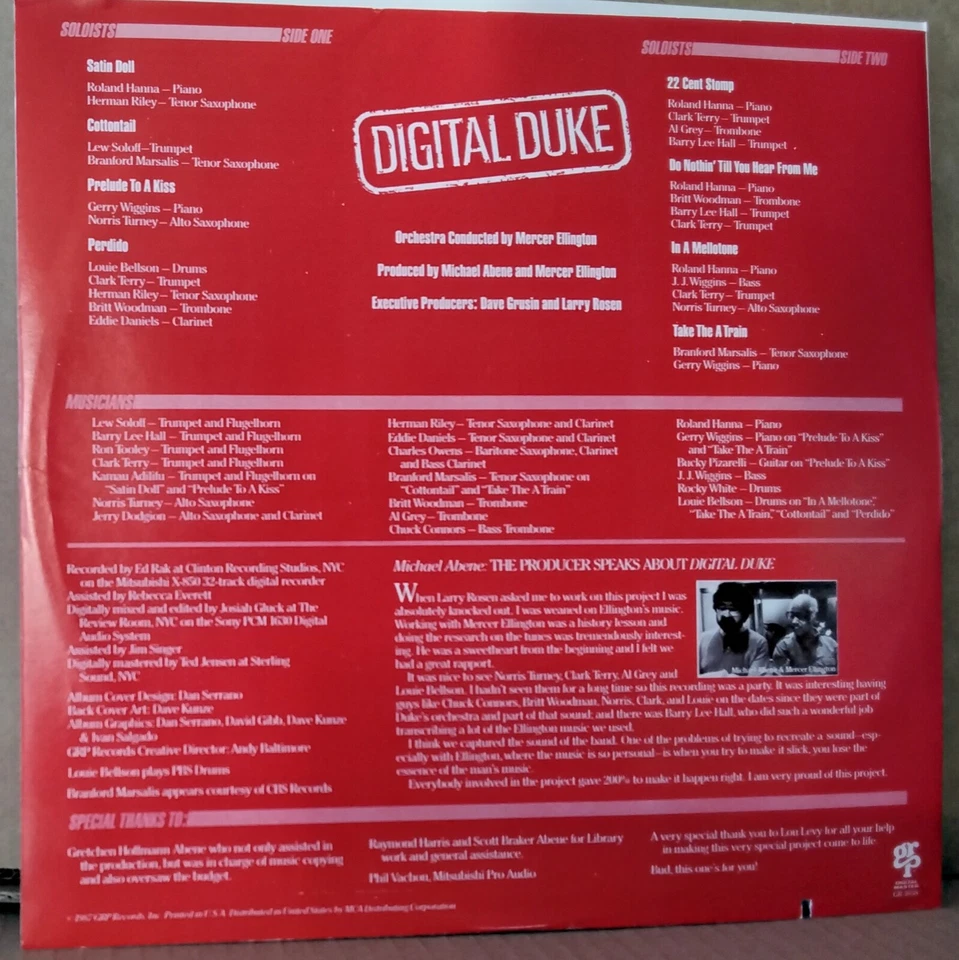 SOLOISTS SIDE ONE
Satin Doll
Roland Hanna – Piano
Herman Riley – Tenor Saxophone
Cottontail
Lew Soloff – Trumpet
Branford Marsalis – Tenor Saxophone
Prelude To A Kiss
Gerry Wiggins – Piano
Norris Turney – Alto Saxophone
Perdido
Louie Bellson – Drums
Clark Terry – Trumpet
Herman Riley – Tenor Saxophone
Britt Woodman – Trombone
Eddie Daniels – Clarinet
DIGITAL DUKE
Orchestra Conducted by Mercer Ellington
Produced by Michael Abene and Mercer Ellington
Executive Producers: Dave Grusin and Larry Rosen
SOLOISTS SIDE TWO
22 Cent Stomp
Roland Hanna – Piano
Clark Terry – Trumpet
Al Grey – Trombone
Barry Lee Hall – Trumpet
Do Nothin' Till You Hear From Me
Roland Hanna – Piano
Britt Woodman – Trombone
Barry Lee Hall – Trumpet
Clark Terry – Trumpet
In A Mellotone
Roland Hanna – Piano
J. J. Wiggins – Bass
Clark Terry – Trumpet
Norris Turney – Alto Saxophone
Take The A Train
Branford Marsalis – Tenor Saxophone
Gerry Wiggins – Piano
MUSICIANS
Lew Soloff – Trumpet and Flugelhorn
Barry Lee Hall – Trumpet and Flugelhorn
Ron Tooley – Trumpet and Flugelhorn
Clark Terry – Trumpet and Flugelhorn
Kamau Adilifu – Trumpet and Flugelhorn on
"Satin Doll" and "Prelude To A Kiss"
Norris Turney – Alto Saxophone
Jerry Dodgion – Alto Saxophone and Clarinet
Herman Riley – Tenor Saxophone and Clarinet
Eddie Daniels – Tenor Saxophone and Clarinet
Charles Owens – Baritone Saxophone, Clarinet
and Bass Clarinet
Branford Marsalis – Tenor Saxophone on
"Cottontail" and "Take The A Train"
Britt Woodman – Trombone
Al Grey – Trombone
Chuck Connors – Bass Trombone
Roland Hanna – Piano
Gerry Wiggins – Piano on "Prelude To A Kiss"
and "Take The A Train"
Bucky Pizarelli – Guitar on "Prelude To A Kiss"
J. J. Wiggins – Bass
Rocky White – Drums
Louie Bellson – Drums on "In A Mellotone,"
"Take The A Train," "Cottontail" and "Perdido"
Recorded by Ed Rak at Clinton Recording Studios, NYC
on the Mitsubishi X-850 32-track digital recorder
Assisted by Rebecca Everett
Digitally mixed and edited by Josiah Gluck at The
Review Room, NYC on the Sony PCM 1630 Digital
Audio System
Assisted by Jim Singer
Digitally mastered by Ted Jensen at Sterling
Sound, NYC
Album Cover Design: Dan Serrano
Back Cover Art: Dave Kunze
Album Graphics: Dan Serrano, David Gibb, Dave Kunze
& Ivan Salgado
GRP Records Creative Director: Andy Baltimore
Louie Bellson plays PBS Drums
Branford Marsalis appears courtesy of CBS Records
Michael Abene: THE PRODUCER SPEAKS ABOUT DIGITAL DUKE
When Larry Rosen asked me to work on this project I was
absolutely knocked out. I was weaned on Ellington's music.
Working with Mercer Ellington was a history lesson and
doing the research on the tunes was tremendously interest-
ing. He was a sweetheart from the beginning and I felt we
had a great rapport.
Michael Abene & Mercer Ellington
It was nice to see Norris Turney, Clark Terry, Al Grey and
Louie Bellson. I hadn't seen them for a long time so this recording was a party. It was interesting having
guys like Chuck Connors, Britt Woodman, Norris, Clark, and Louie on the dates since they were part of
Duke's orchestra and part of that sound; and there was Barry Lee Hall, who did such a wonderful job
transcribing a lot of the Ellington music we used.
I think we captured the sound of the band. One of the problems of trying to recreate a sound–esp-
ecially with Ellington, where the music is so personal–is when you try to make it slick, you lose the
essence of the man's music.
Everybody involved in the project gave 200% to make it happen right. I am very proud of this project.
SPECIAL THANKS TO:
Gretchen Hoffmann Abene who not only assisted in
the production, but was in charge of music copying
and also oversaw the budget.
Raymond Harris and Scott Braker Abene for Library
work and general assistance.
Phil Vachon, Mitsubishi Pro Audio
A very special thank you to Lou Levy for all your help
in making this very special project come to life.
Bud, this one's for you!
grp
DIGITAL MASTER
© 1987 GRP Records, Inc. Printed in U.S.A. Distributed in United States by MCA Distributing Corporation